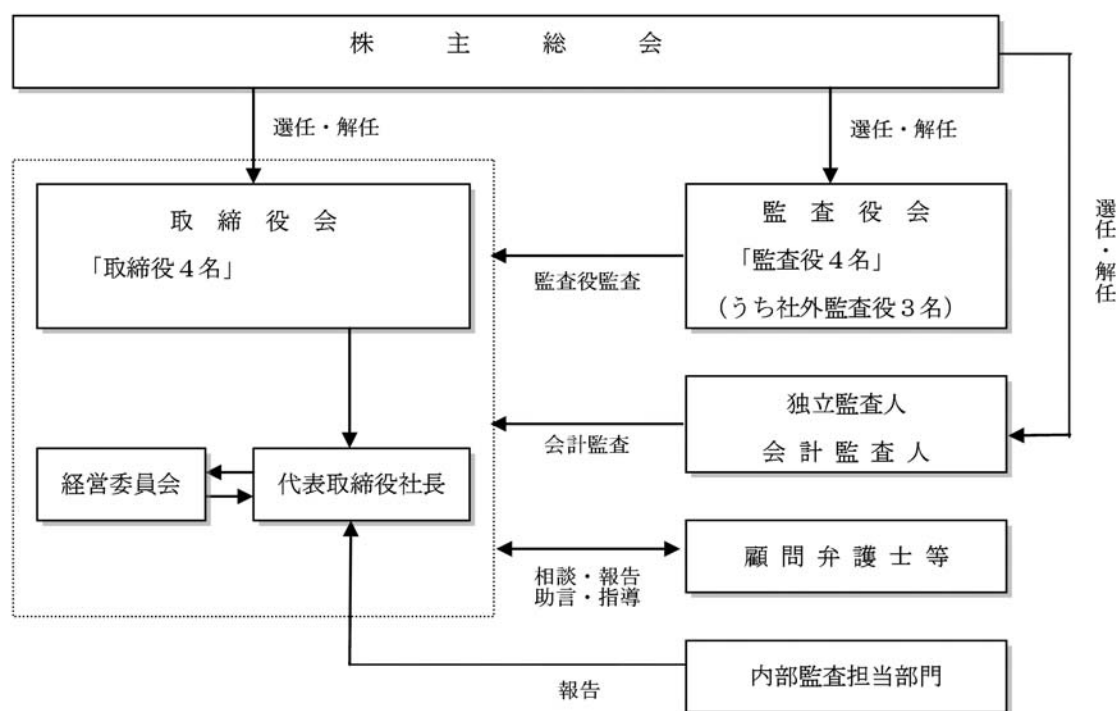 株主総会
選任・解任
選任・解任
選任・解任
取締役会
「取締役４名」
監査役会
「監査役４名」
（うち社外監査役３名）
監査役監査
独立監査人
会計監査人
会計監査
経営委員会
代表取締役社長
顧問弁護士等
相談・報告
助言・指導
内部監査担当部門
報告